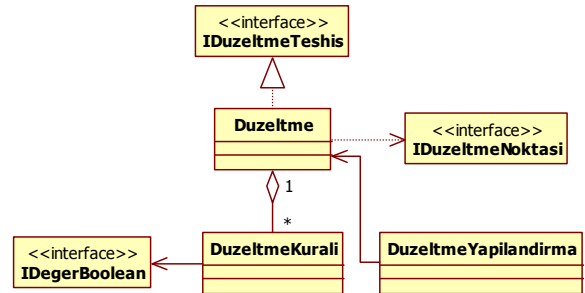 <<interface>>
IDuzeltmeTeshis
Duzeltme
<<interface>>
IDuzeltmeNoktasi
1
*
<<interface>>
IDegerBoolean
DuzeltmeKurali
DuzeltmeYapilandirma